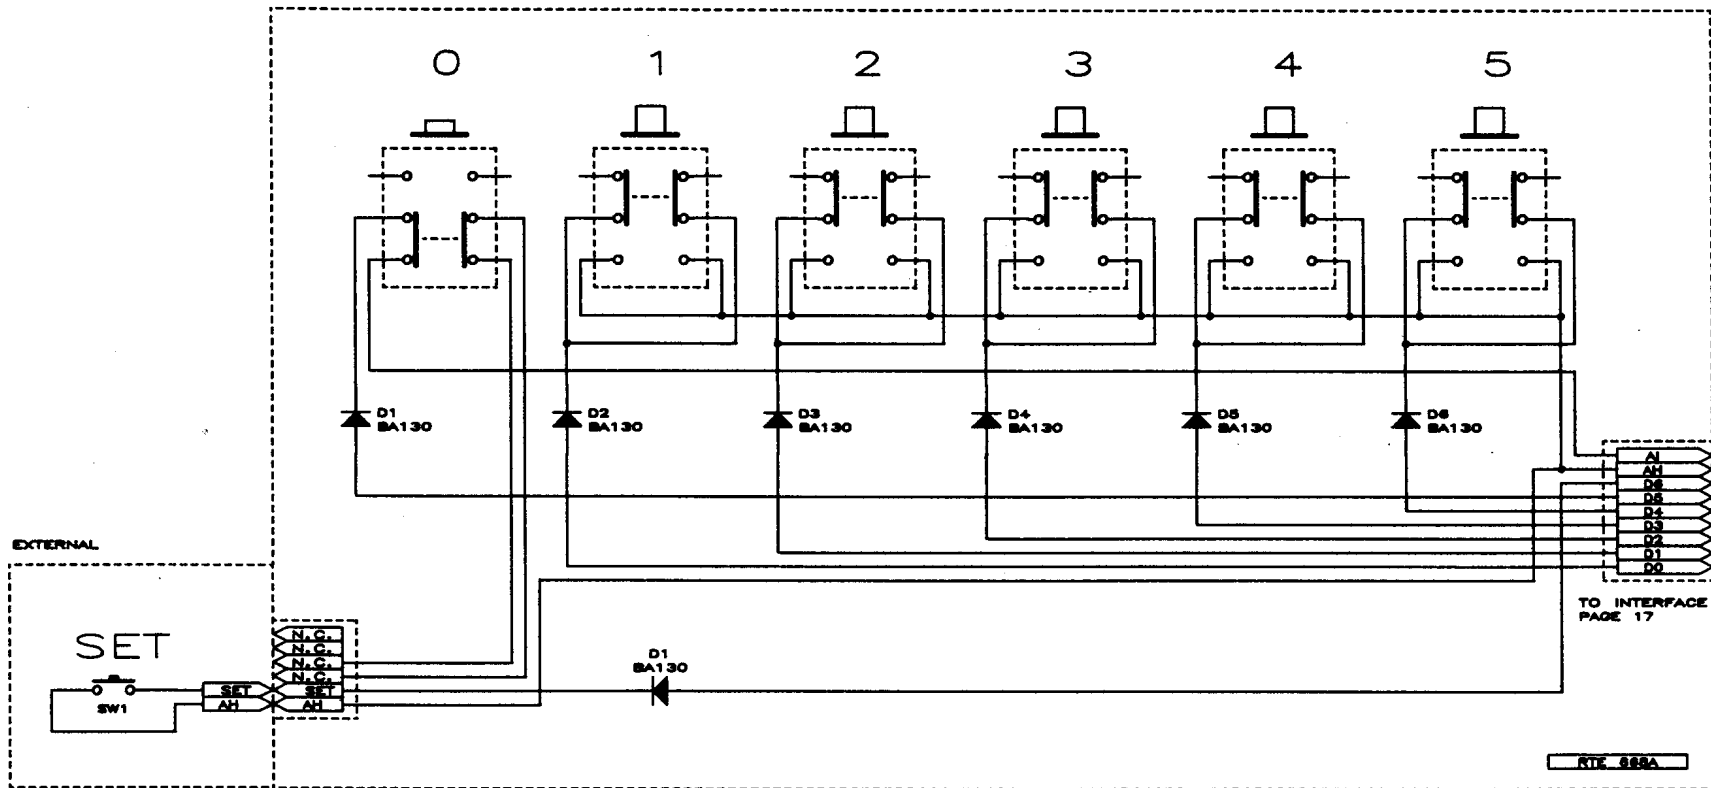 0 1 2 3 4 5
D1
BA130
D2
BA130
D3
BA130
D4
BA130
D5
BA130
D6
BA130
AI
AH
D6
D5
D4
D3
D2
D1
D0
TO INTERFACE
PAGE 17
EXTERNAL
SET
SW1
SET
AH
N.C.
N.C.
N.C.
N.C.
SET
AH
D1
BA130
RTE